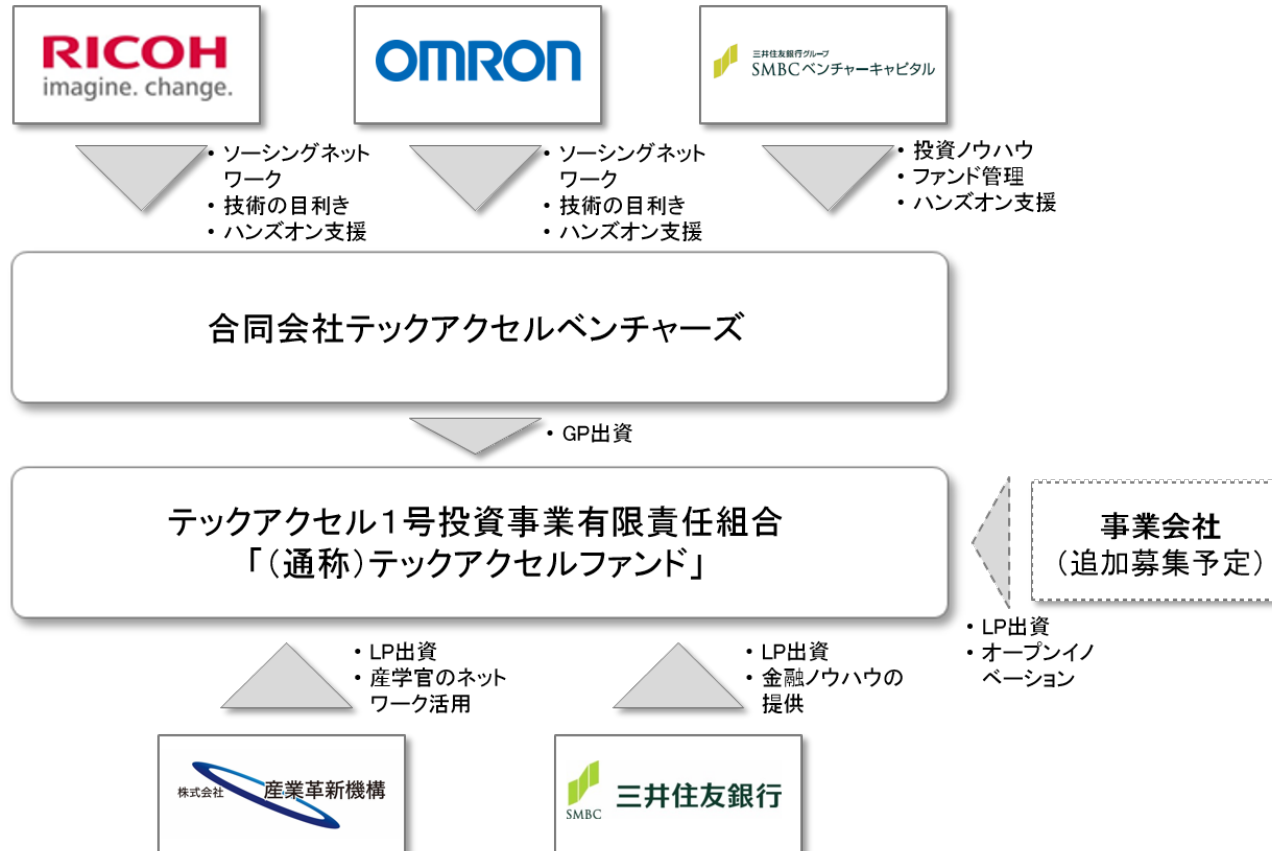 RICOH
imagine. change.
OMRON
三井住友銀行グループ
SMBCベンチャーキャピタル
・ソーシングネット
ワーク
・技術の目利き
・ハンズオン支援
・ソーシングネット
ワーク
・技術の目利き
・ハンズオン支援
・投資ノウハウ
・ファンド管理
・ハンズオン支援
合同会社テックアクセルベンチャーズ
・GP出資
テックアクセル1号投資事業有限責任組合
「(通称)テックアクセルファンド」
事業会社
(追加募集予定)
・LP出資
・オープンイノ
ベーション
・LP出資
・産学官のネット
ワーク活用
・LP出資
・金融ノウハウの
提供
株式会社 産業革新機構
SMBC 三井住友銀行